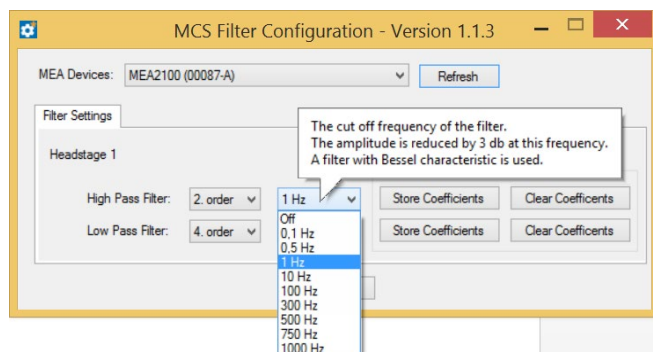 MCS Filter Configuration - Version 1.1.3
MEA Devices: MEA2100 (00087-A) Refresh
Filter Settings
The cut off frequency of the filter.
The amplitude is reduced by 3 db at this frequency.
A filter with Bessel characteristic is used.
Headstage 1
High Pass Filter: 2. order 1 Hz Store Coefficients Clear Coefficents
Low Pass Filter: 4. order Store Coefficients Clear Coefficents
Off
0,1 Hz
0,5 Hz
1 Hz
10 Hz
100 Hz
300 Hz
500 Hz
750 Hz
1000 Hz